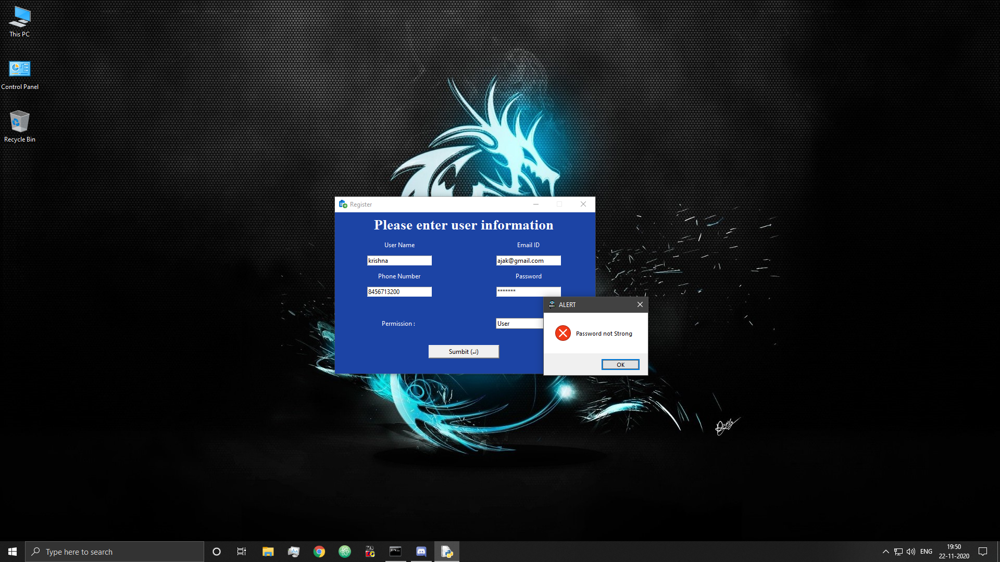 This PC
Control Panel
Recycle Bin
Register
Please enter user information
User Name
Email ID
krishna
ajak@gmail.com
Phone Number
Password
8456713200
*******
Permission :
User
Sumbit (↵)
ALERT
Password not Strong
OK
Type here to search
ENG
19:50
22-11-2020